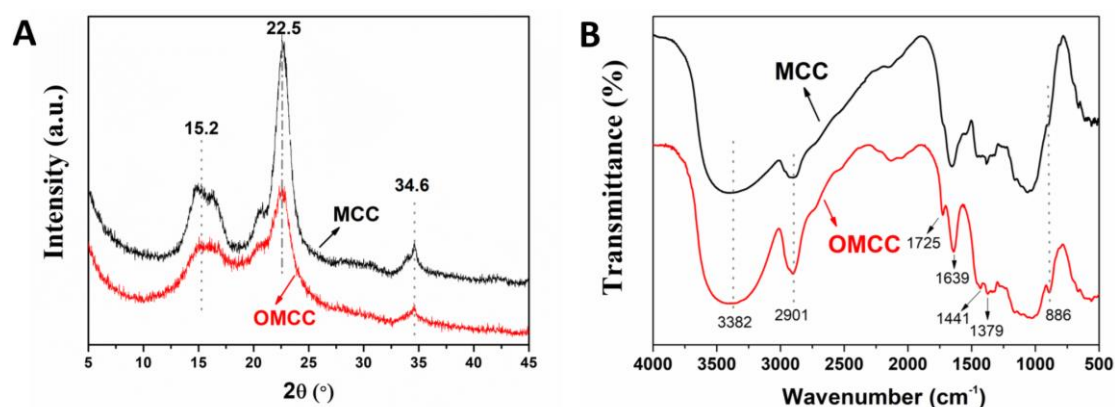 A
22.5
15.2
34.6
MCC
OMCC
Intensity (a.u.)
5 10 15 20 25 30 35 40 45
2θ (°)
B
MCC
OMCC
1725
1639
1441
1379
886
3382
2901
Transmittance (%)
4000 3500 3000 2500 2000 1500 1000 500
Wavenumber (cm⁻¹)